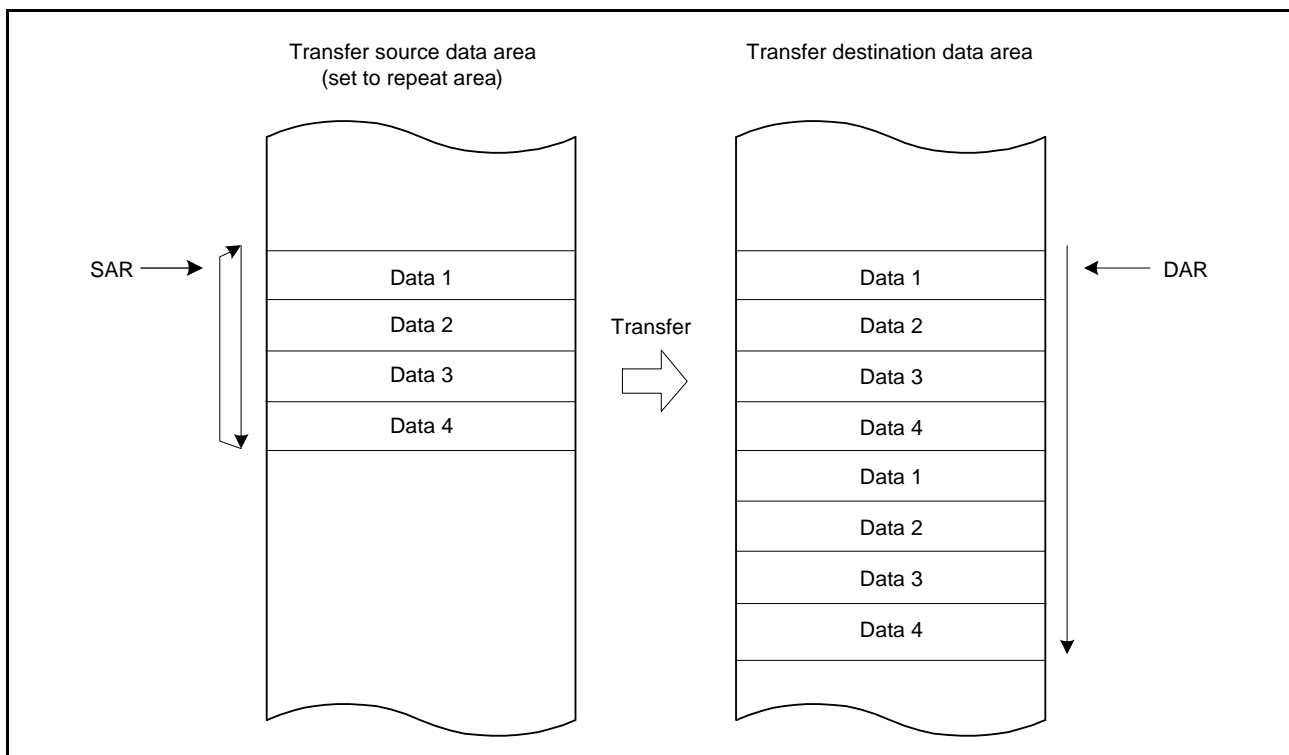 Transfer source data area
(set to repeat area)
Transfer destination data area
SAR
Data 1
Data 2
Data 3
Data 4
Transfer
Data 1
Data 2
Data 3
Data 4
Data 1
Data 2
Data 3
Data 4
DAR